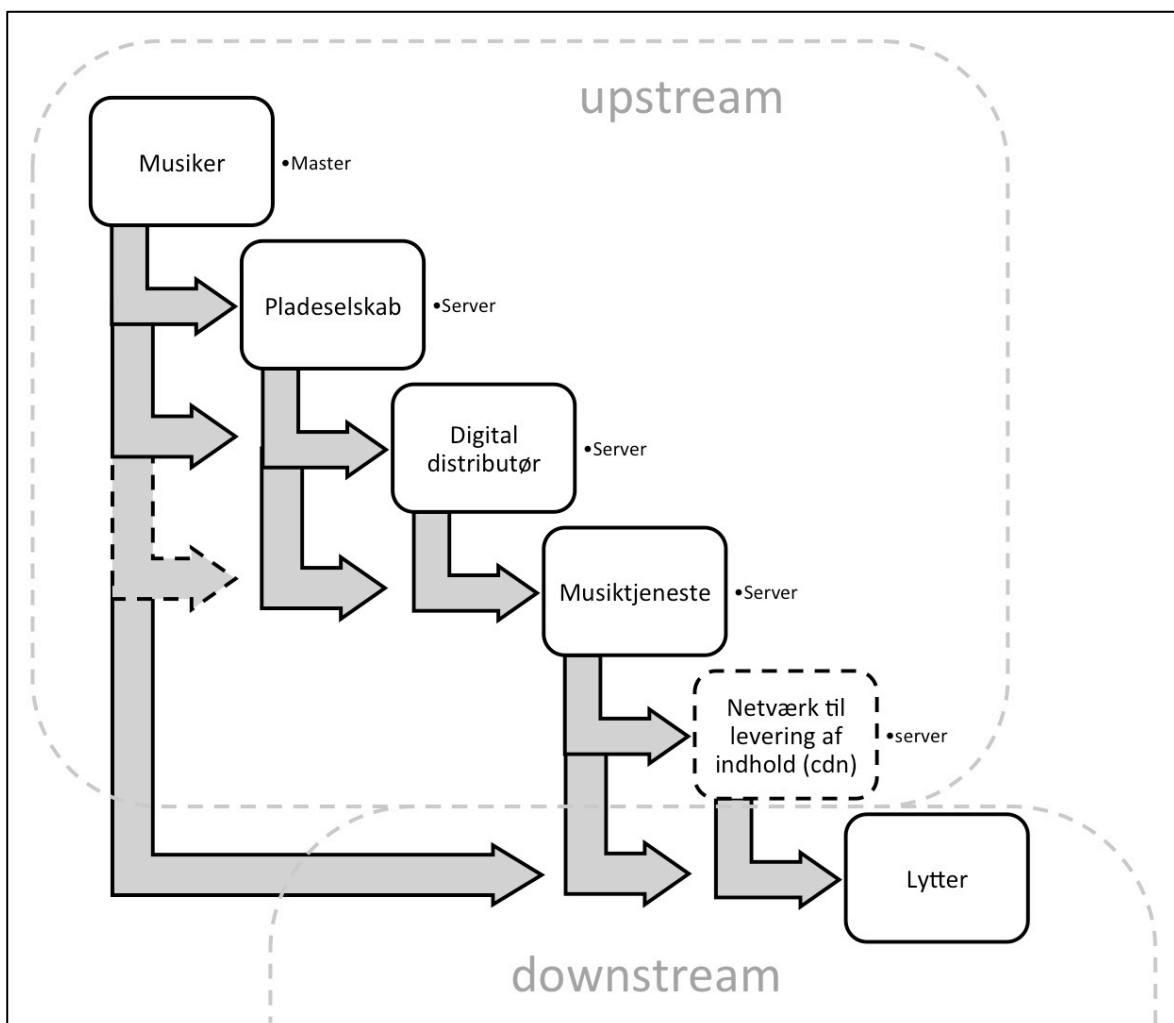 upstream
Musiker
•Master
Pladeselskab
•Server
Digital
distributør
•Server
Musiktjeneste
•Server
Netværk til
levering af
indhold (cdn)
•server
Lytter
downstream